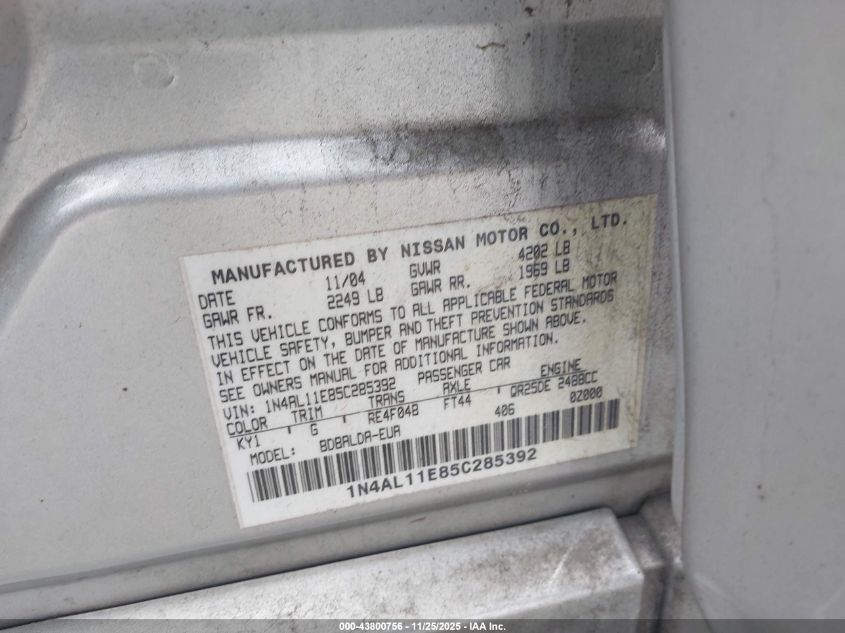 MANUFACTURED BY NISSAN MOTOR CO., LTD.
DATE 11/04 GVWR 4202 LB
GAWR FR. 2249 LB GAWR RR. 1969 LB
THIS VEHICLE CONFORMS TO ALL APPLICABLE FEDERAL MOTOR
VEHICLE SAFETY, BUMPER AND THEFT PREVENTION STANDARDS
IN EFFECT ON THE DATE OF MANUFACTURE SHOWN ABOVE.
SEE OWNERS MANUAL FOR ADDITIONAL INFORMATION.
VIN: 1N4AL11E85C285392 PASSENGER CAR
COLOR TRIM TRANS AXLE ENGINE
KY1 G RE4F04B FT44 QR25DE 2488CC
MODEL: BDBALDA-EUA 406 02000
1N4AL11E85C285392
000-43800756 - 11/25/2025 - IAA Inc.